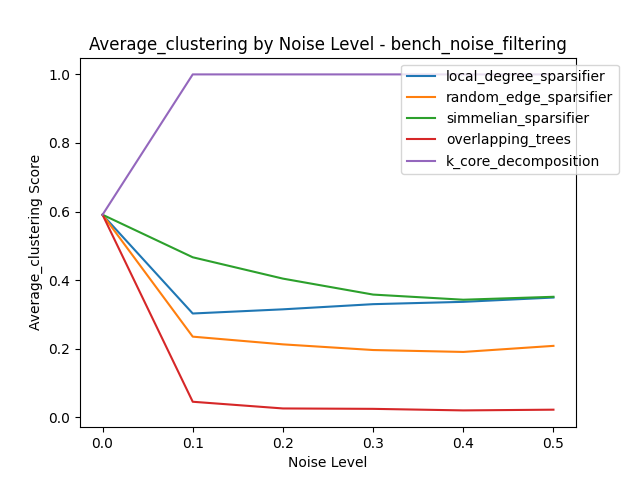 Average_clustering by Noise Level - bench_noise_filtering
Average_clustering Score
1.0
0.8
0.6
0.4
0.2
0.0
local_degree_sparsifier
random_edge_sparsifier
simmelian_sparsifier
overlapping_trees
k_core_decomposition
0.0 0.1 0.2 0.3 0.4 0.5
Noise Level